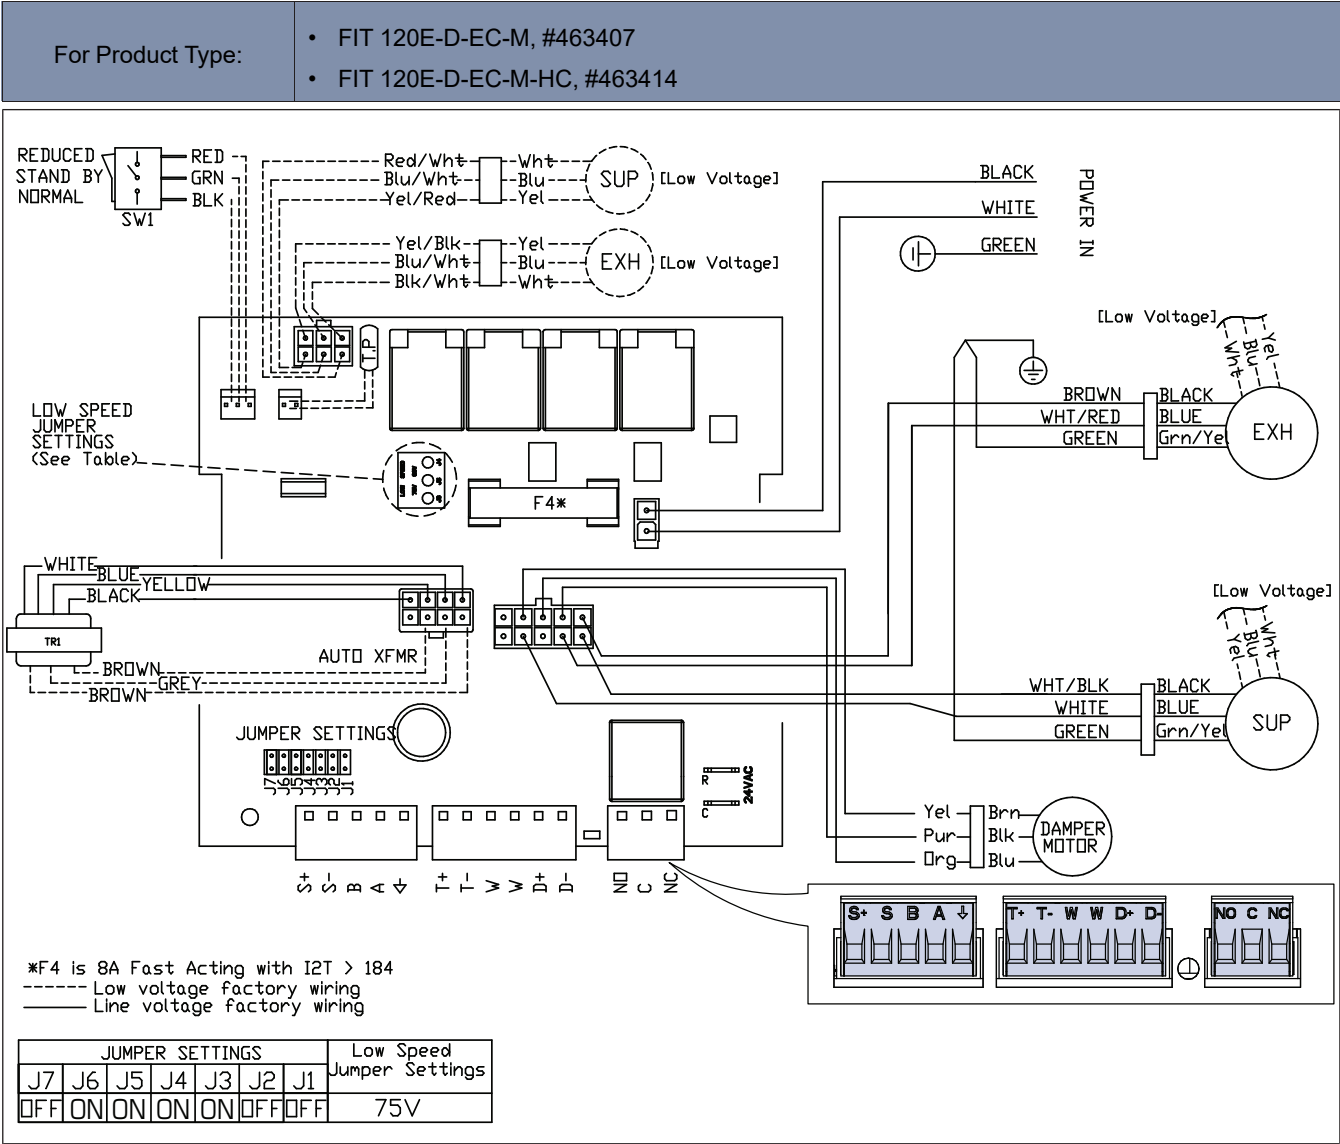 For Product Type:
• FIT 120E-D-EC-M, #463407
• FIT 120E-D-EC-M-HC, #463414
REDUCED
STAND BY
NORMAL
SW1
RED
GRN
BLK
Red/Wht
Blu/Wht
Yel/Red
Wht
Blu
Yel
SUP
[Low Voltage]
Yel/Blk
Blu/Wht
Blk/Wht
Yel
Blu
Wht
EXH
[Low Voltage]
BLACK
WHITE
GREEN
POWER IN
T.P
LOW SPEED
JUMPER
SETTINGS
(See Table)
F4*
[Low Voltage]
Wht
Blu
Yel
BROWN
WHT/RED
GREEN
BLACK
BLUE
Grn/Yel
EXH
WHITE
BLUE
YELLOW
BLACK
TR1
BROWN
GREY
BROWN
AUTO XFMR
[Low Voltage]
Yel
Blu
Wht
WHT/BLK
WHITE
GREEN
BLACK
BLUE
Grn/Yel
SUP
JUMPER SETTINGS
J7 J6 J5 J4 J3 J2 J1
R
C
24VAC
Yel
Pur
Org
Brn
Blk
Blu
DAMPER
MOTOR
S+ S- B A
T+ T- W W D+ D-
NO C NC
S+ S B A
T+ T- W W D+ D-
NO C NC
*F4 is 8A Fast Acting with I2T > 184
Low voltage factory wiring
Line voltage factory wiring
JUMPER SETTINGS
Low Speed
Jumper Settings
J7 J6 J5 J4 J3 J2 J1
OFF ON ON ON ON OFF OFF
75V